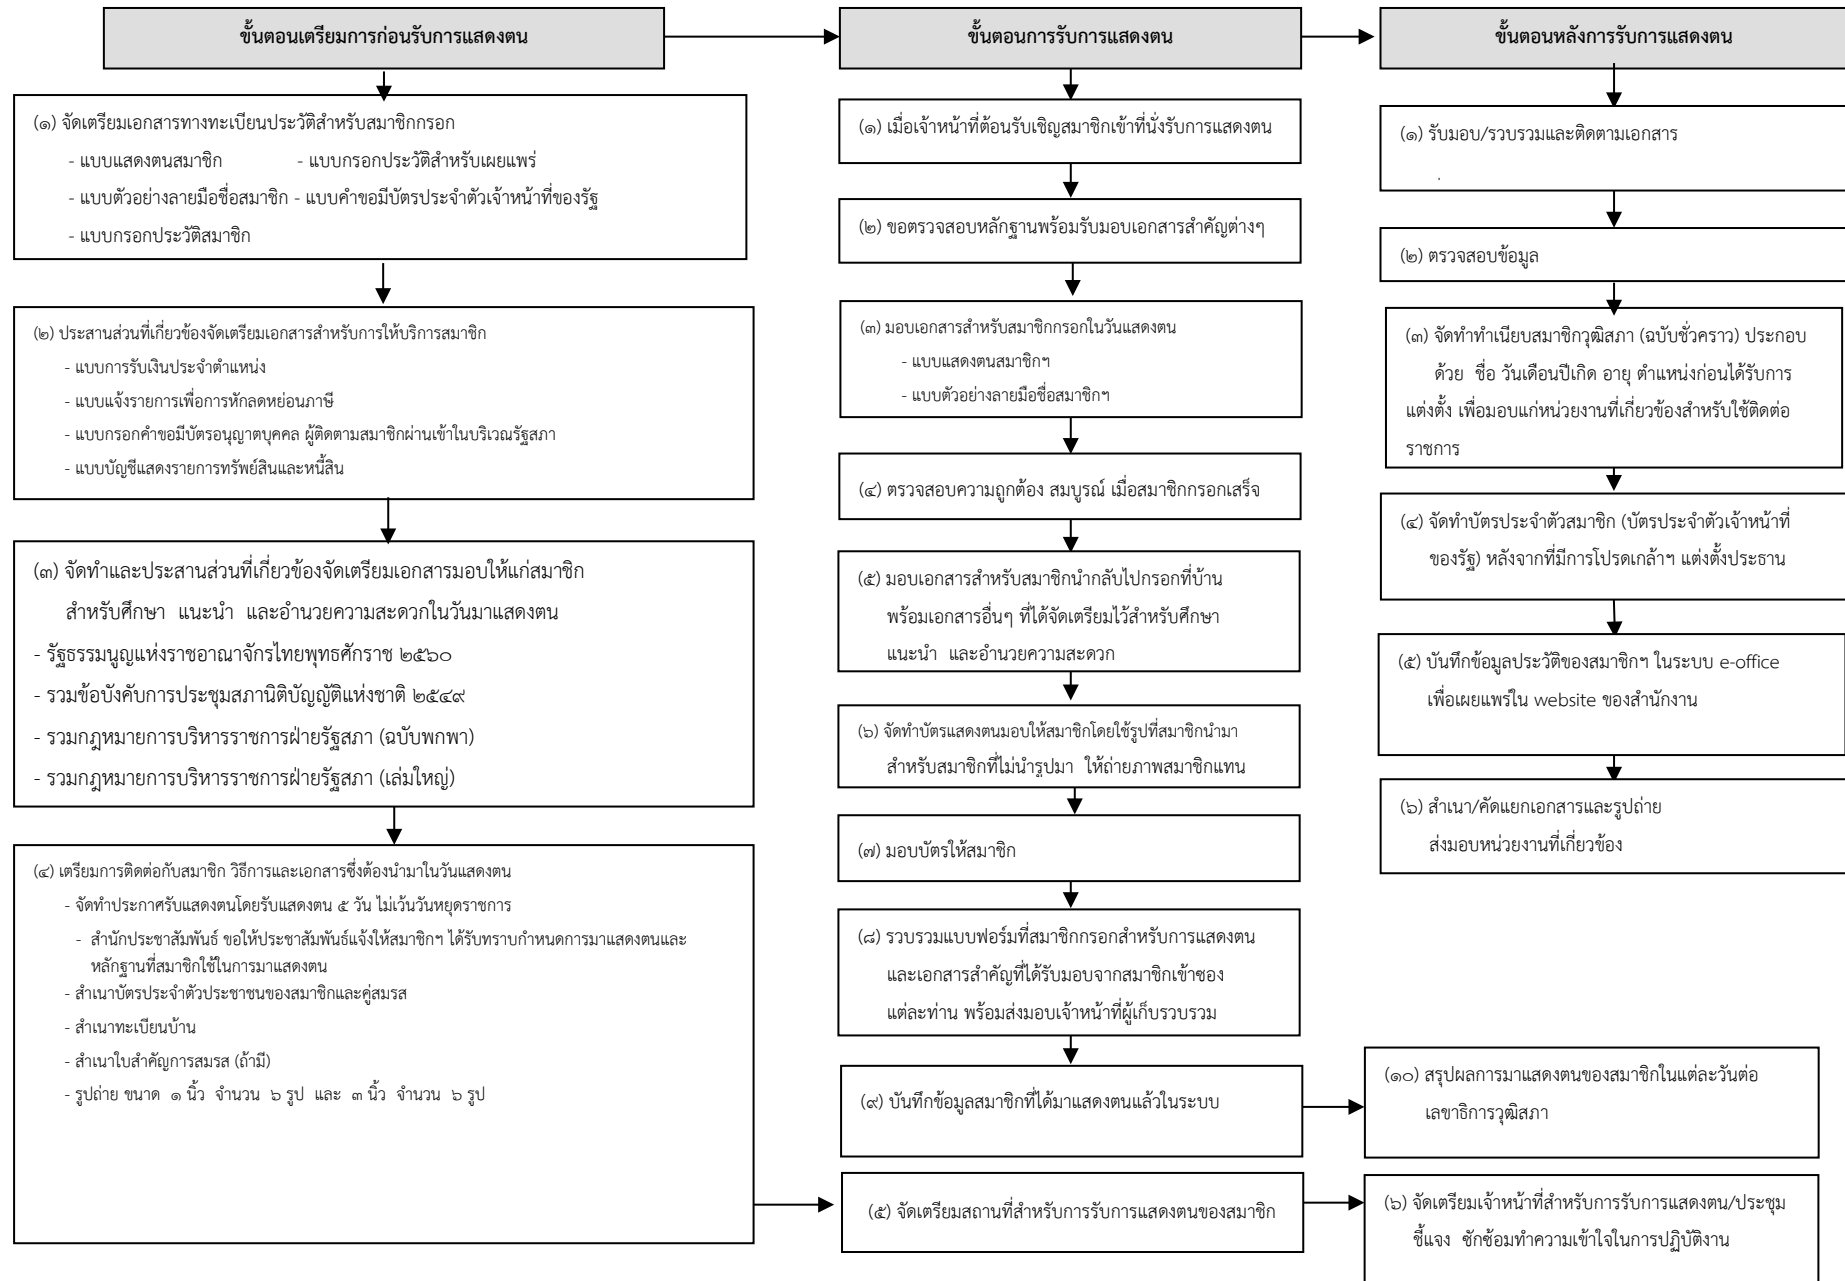 ขั้นตอนเตรียมการก่อนรับการแสดงตน
(๑) จัดเตรียมเอกสารทางทะเบียนประวัติสำหรับสมาชิกกรอก
- แบบแสดงตนสมาชิก - แบบกรอกประวัติสำหรับเผยแพร่
- แบบตัวอย่างลายมือชื่อสมาชิก - แบบคำขอมีบัตรประจำตัวเจ้าหน้าที่ของรัฐ
- แบบกรอกประวัติสมาชิก
(๒) ประสานส่วนที่เกี่ยวข้องจัดเตรียมเอกสารสำหรับการให้บริการสมาชิก
- แบบการรับเงินประจำตำแหน่ง
- แบบแจ้งรายการเพื่อการหักลดหย่อนภาษี
- แบบกรอกคำขอมีบัตรอนุญาตบุคคล ผู้ติดตามสมาชิกผ่านเข้าในบริเวณรัฐสภา
- แบบบัญชีแสดงรายการทรัพย์สินและหนี้สิน
(๓) จัดทำและประสานส่วนที่เกี่ยวข้องจัดเตรียมเอกสารมอบให้แก่สมาชิก
สำหรับศึกษา แนะนำ และอำนวยความสะดวกในวันมาแสดงตน
- รัฐธรรมนูญแห่งราชอาณาจักรไทยพุทธศักราช ๒๕๖๐
- รวมข้อบังคับการประชุมสภานิติบัญญัติแห่งชาติ ๒๕๔๙
- รวมกฎหมายการบริหารราชการฝ่ายรัฐสภา (ฉบับพกพา)
- รวมกฎหมายการบริหารราชการฝ่ายรัฐสภา (เล่มใหญ่)
(๔) เตรียมการติดต่อกับสมาชิก วิธีการและเอกสารซึ่งต้องนำมาในวันแสดงตน
- จัดทำประกาศรับแสดงตนโดยรับแสดงตน ๕ วัน ไม่เว้นวันหยุดราชการ
- สำนักประชาสัมพันธ์ ขอให้ประชาสัมพันธ์แจ้งให้สมาชิกฯ ได้รับทราบกำหนดการมาแสดงตนและ
หลักฐานที่สมาชิกใช้ในการมาแสดงตน
- สำเนาบัตรประจำตัวประชาชนของสมาชิกและคู่สมรส
- สำเนาทะเบียนบ้าน
- สำเนาใบสำคัญการสมรส (ถ้ามี)
- รูปถ่าย ขนาด ๑ นิ้ว จำนวน ๖ รูป และ ๓ นิ้ว จำนวน ๖ รูป
ขั้นตอนการรับการแสดงตน
(๑) เมื่อเจ้าหน้าที่ต้อนรับเชิญสมาชิกเข้าที่นั่งรับการแสดงตน
(๒) ขอตรวจสอบหลักฐานพร้อมรับมอบเอกสารสำคัญต่างๆ
(๓) มอบเอกสารสำหรับสมาชิกกรอกในวันแสดงตน
- แบบแสดงตนสมาชิกฯ
- แบบตัวอย่างลายมือชื่อสมาชิกฯ
(๔) ตรวจสอบความถูกต้อง สมบูรณ์ เมื่อสมาชิกกรอกเสร็จ
(๕) มอบเอกสารสำหรับสมาชิกนำกลับไปกรอกที่บ้าน
พร้อมเอกสารอื่นๆ ที่ได้จัดเตรียมไว้สำหรับศึกษา
แนะนำ และอำนวยความสะดวก
(๖) จัดทำบัตรแสดงตนมอบให้สมาชิกโดยใช้รูปที่สมาชิกนำมา
สำหรับสมาชิกที่ไม่นำรูปมา ให้ถ่ายภาพสมาชิกแทน
(๗) มอบบัตรให้สมาชิก
(๘) รวบรวมแบบฟอร์มที่สมาชิกกรอกสำหรับการแสดงตน
และเอกสารสำคัญที่ได้รับมอบจากสมาชิกเข้าซอง
แต่ละท่าน พร้อมส่งมอบเจ้าหน้าที่ผู้เก็บรวบรวม
(๙) บันทึกข้อมูลสมาชิกที่ได้มาแสดงตนแล้วในระบบ
(๑๐) สรุปผลการมาแสดงตนของสมาชิกในแต่ละวันต่อ
เลขาธิการวุฒิสภา
(๕) จัดเตรียมสถานที่สำหรับการรับการแสดงตนของสมาชิก
(๖) จัดเตรียมเจ้าหน้าที่สำหรับการรับการแสดงตน/ประชุม
ชี้แจง ซักซ้อมทำความเข้าใจในการปฏิบัติงาน
ขั้นตอนหลังการรับการแสดงตน
(๑) รับมอบ/รวบรวมและติดตามเอกสาร
.
(๒) ตรวจสอบข้อมูล
(๓) จัดทำทำเนียบสมาชิกวุฒิสภา (ฉบับชั่วคราว) ประกอบ
ด้วย ชื่อ วันเดือนปีเกิด อายุ ตำแหน่งก่อนได้รับการ
แต่งตั้ง เพื่อมอบแก่หน่วยงานที่เกี่ยวข้องสำหรับใช้ติดต่อ
ราชการ
(๔) จัดทำบัตรประจำตัวสมาชิก (บัตรประจำตัวเจ้าหน้าที่
ของรัฐ) หลังจากที่มีการโปรดเกล้าฯ แต่งตั้งประธาน
(๕) บันทึกข้อมูลประวัติของสมาชิกฯ ในระบบ e-office
เพื่อเผยแพร่ใน website ของสำนักงาน
(๖) สำเนา/คัดแยกเอกสารและรูปถ่าย
ส่งมอบหน่วยงานที่เกี่ยวข้อง